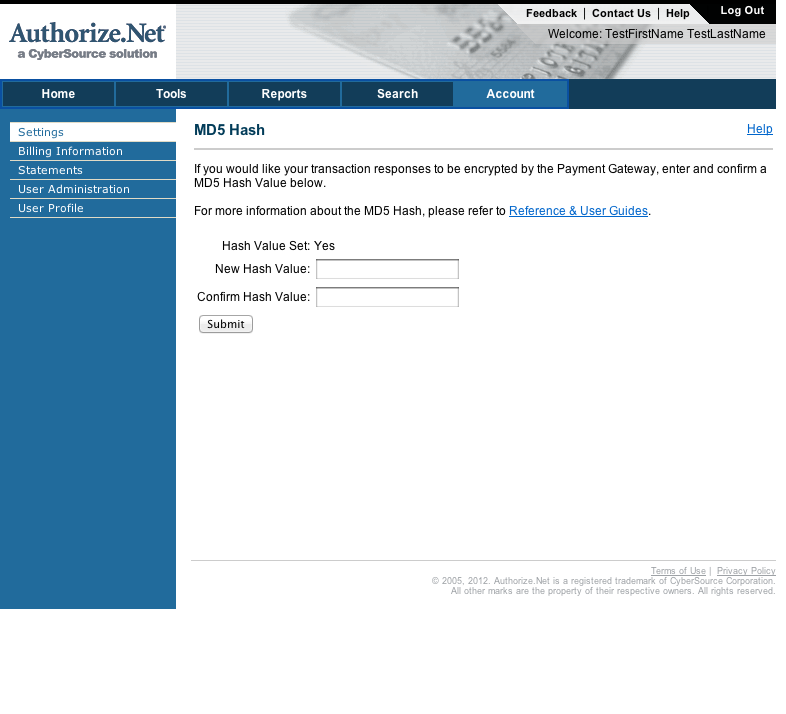 Authorize.Net
a CyberSource solution
Feedback | Contact Us | Help
Log Out
Welcome: TestFirstName TestLastName
Home Tools Reports Search Account
Settings
Billing Information
Statements
User Administration
User Profile
MD5 Hash
Help
If you would like your transaction responses to be encrypted by the Payment Gateway, enter and confirm a
MD5 Hash Value below.
For more information about the MD5 Hash, please refer to Reference & User Guides.
Hash Value Set: Yes
New Hash Value:
Confirm Hash Value:
Submit
Terms of Use | Privacy Policy
© 2005, 2012. Authorize.Net is a registered trademark of CyberSource Corporation.
All other marks are the property of their respective owners. All rights reserved.